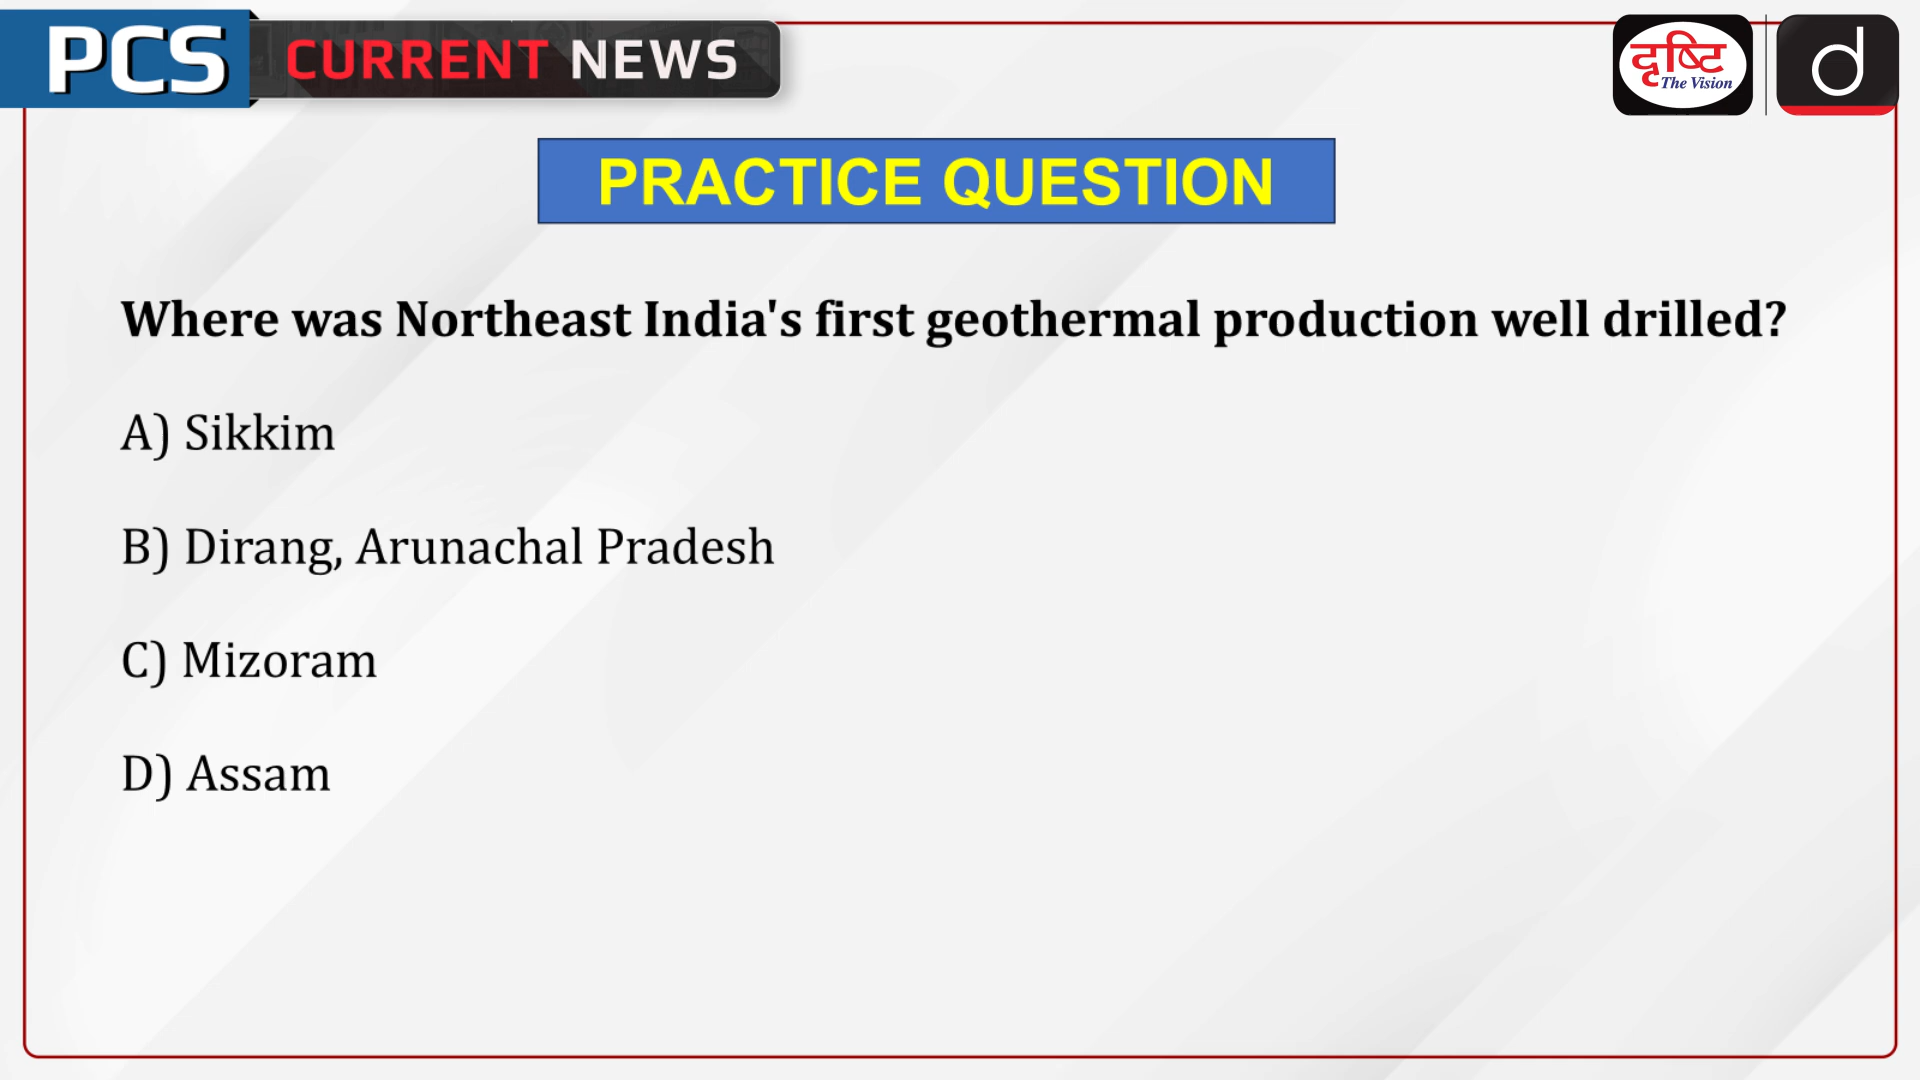 PCS CURRENT NEWS
दृष्टि
The Vision
d
PRACTICE QUESTION
Where was Northeast India's first geothermal production well drilled?
A) Sikkim
B) Dirang, Arunachal Pradesh
C) Mizoram
D) Assam